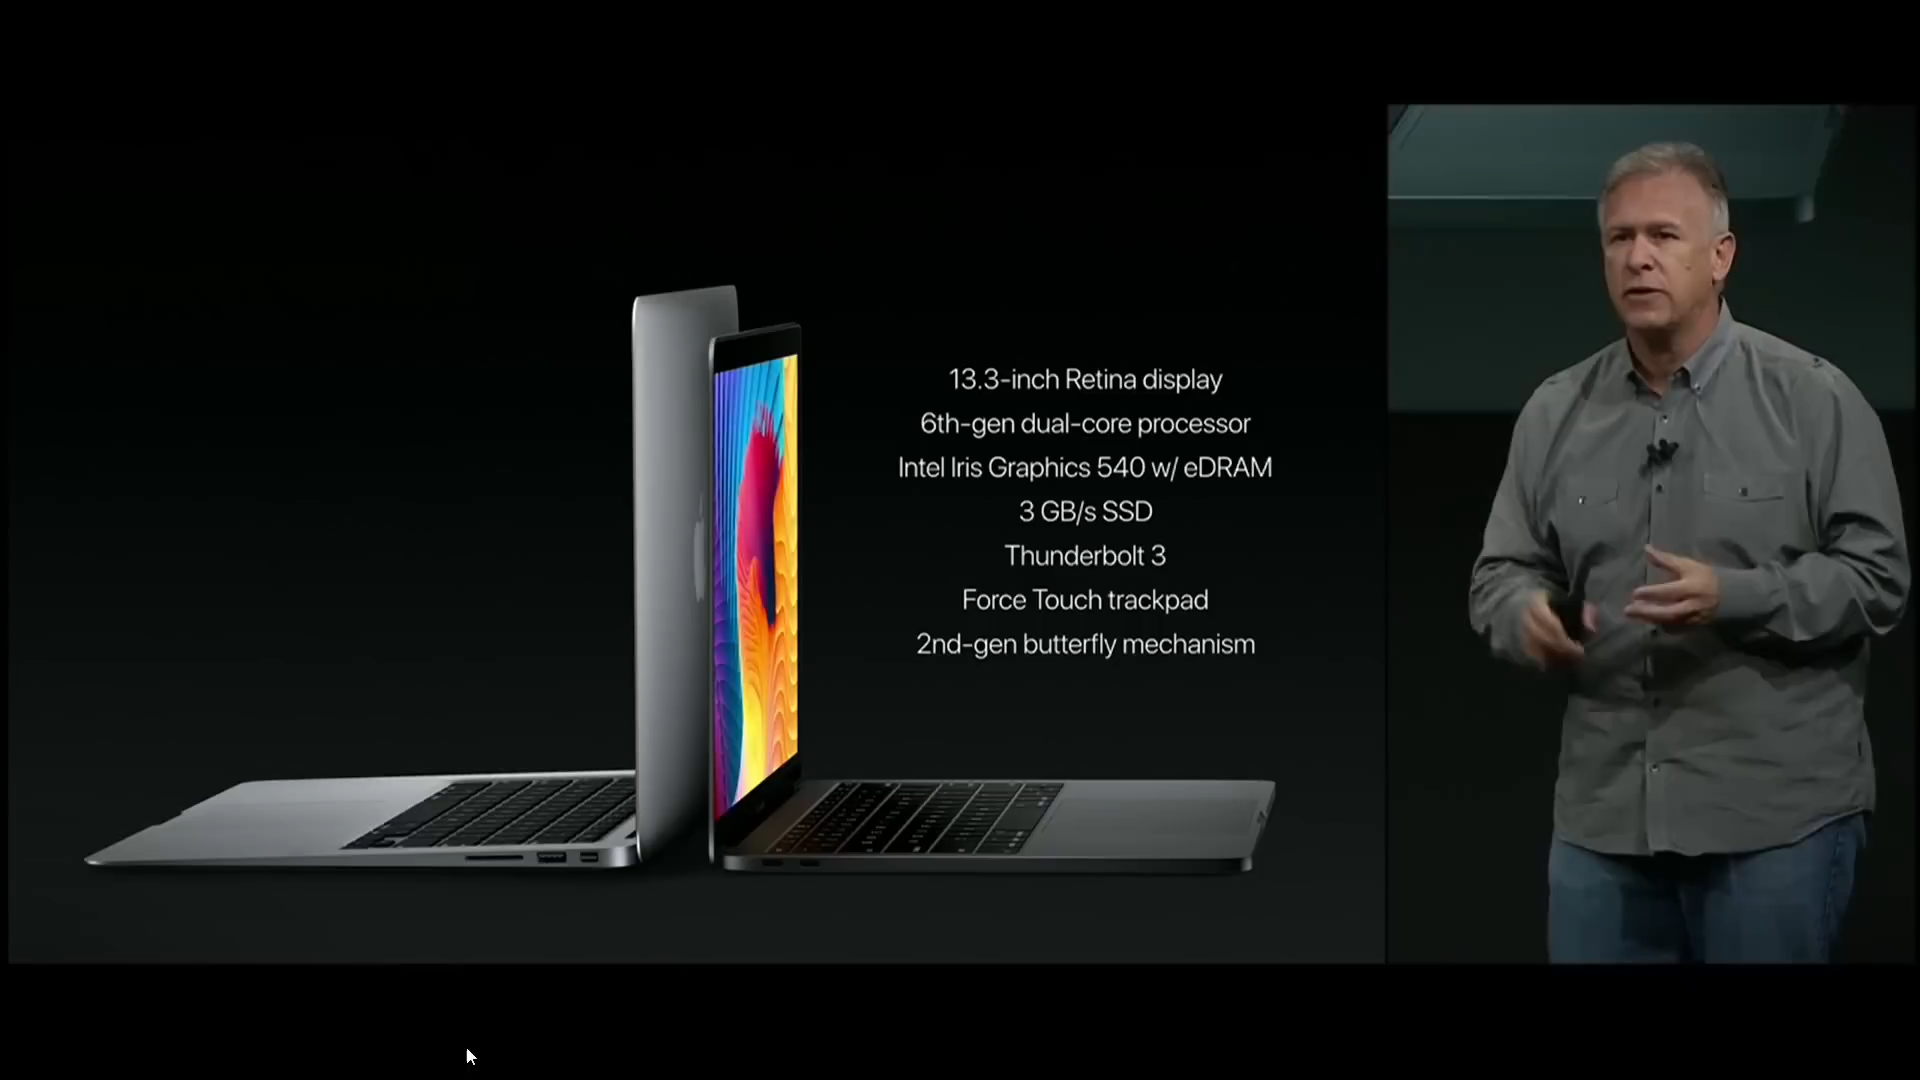 13.3-inch Retina display
6th-gen dual-core processor
Intel Iris Graphics 540 w/ eDRAM
3 GB/s SSD
Thunderbolt 3
Force Touch trackpad
2nd-gen butterfly mechanism